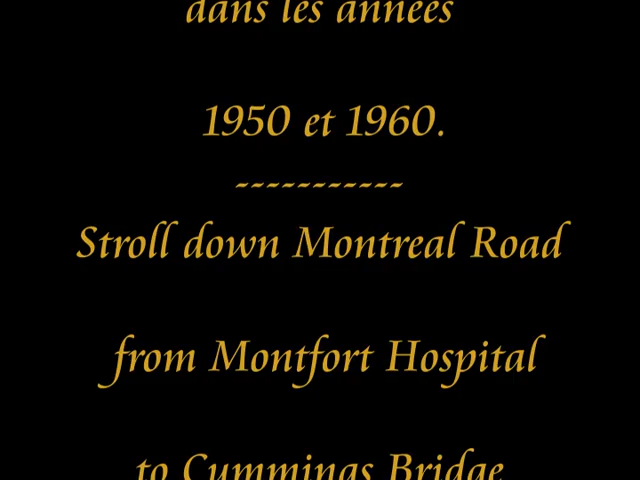 dans les années
1950 et 1960.
-----------
Stroll down Montreal Road
from Montfort Hospital
to Cummings Bridge